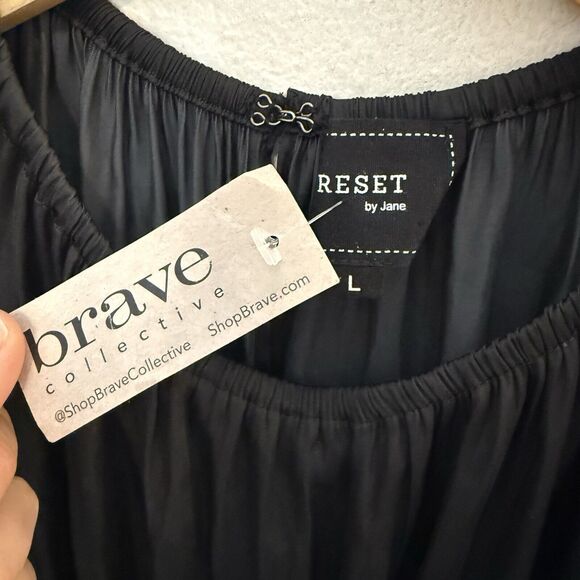 RESET
by Jane
L
brave
collective
@ShopBraveCollective ShopBrave.com